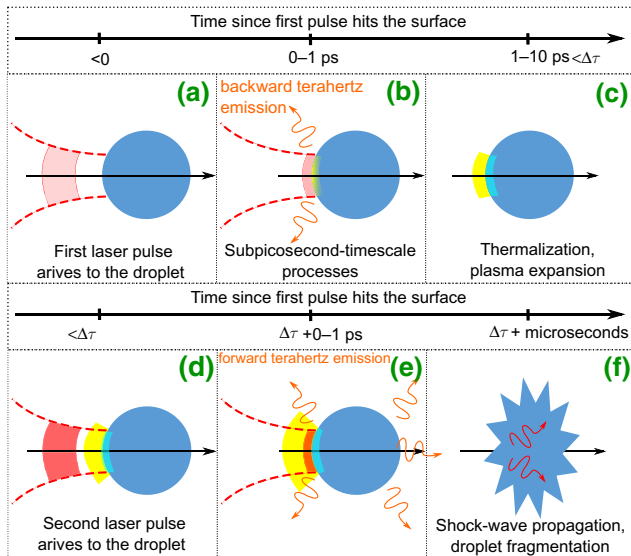 Time since first pulse hits the surface
<0
0–1 ps
1–10 ps <Δτ
(a)
(b)
(c)
backward terahertz
emission
First laser pulse
arives to the droplet
Subpicosecond-timescale
processes
Thermalization,
plasma expansion
Time since first pulse hits the surface
<Δτ
Δτ +0–1 ps
Δτ + microseconds
(d)
(e)
(f)
forward terahertz emission
Second laser pulse
arives to the droplet
Shock-wave propagation,
droplet fragmentation